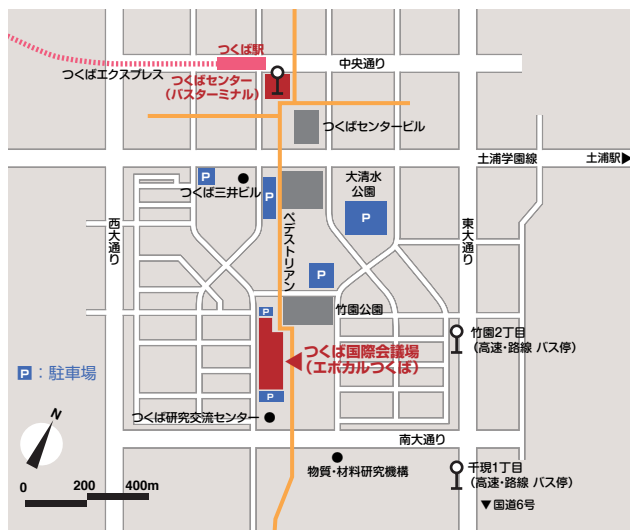 つくば駅
中央通り
つくばエクスプレス
つくばセンター
（バスターミナル）
つくばセンタービル
土浦学園線
土浦駅▶
P
つくば三井ビル
大清水
公園
P
P
西大通り
ペデストリアン
東大通り
P
竹園公園
P
竹園2丁目
（高速・路線 バス停）
つくば国際会議場
（エポカルつくば）
P：駐車場
P
つくば研究交流センター
南大通り
N
物質・材料研究機構
千現1丁目
（高速・路線 バス停）
0 200 400m
▼国道6号